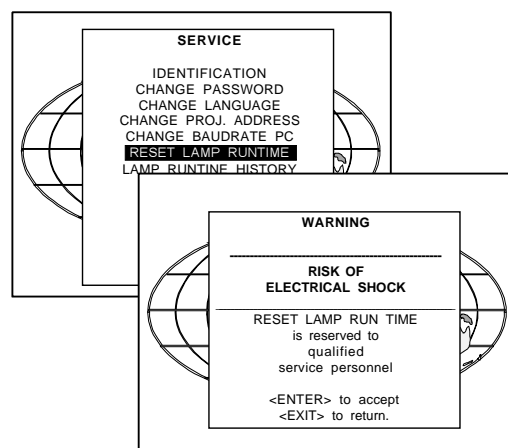 SERVICE
IDENTIFICATION
CHANGE PASSWORD
CHANGE LANGUAGE
CHANGE PROJ. ADDRESS
CHANGE BAUDRATE PC
RESET LAMP RUNTIME
LAMP RUNTINE HISTORY
WARNING
RISK OF
ELECTRICAL SHOCK
RESET LAMP RUN TIME
is reserved to
qualified
service personnel
<ENTER> to accept
<EXIT> to return.